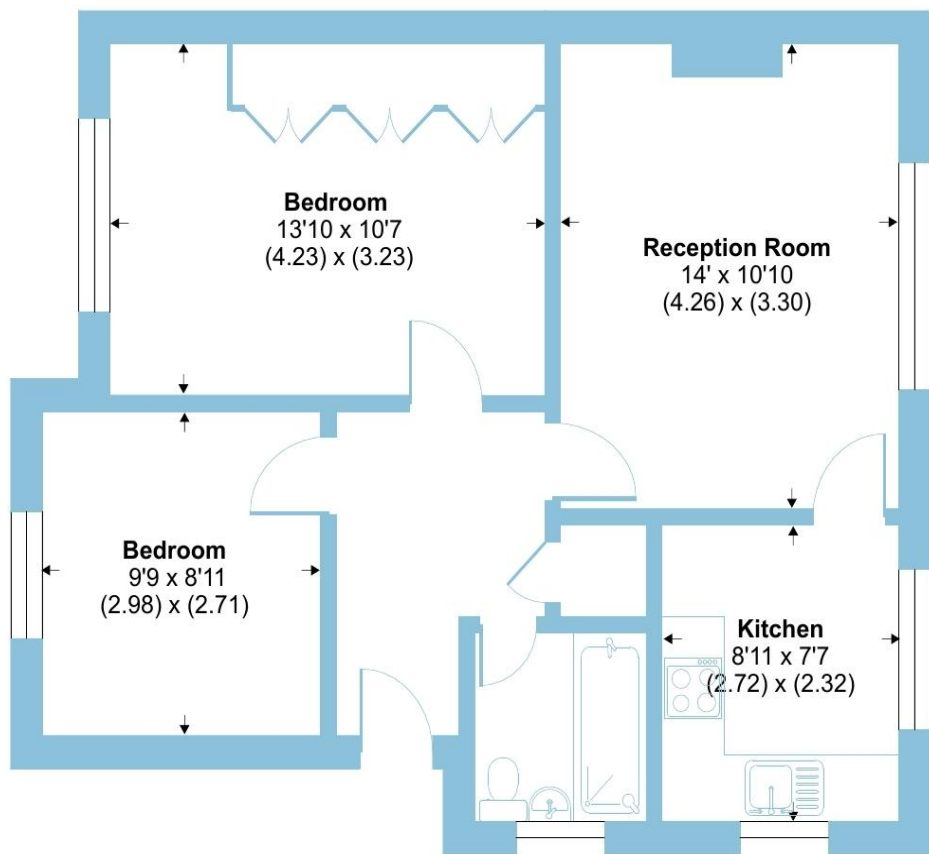 Bedroom
13'10 x 10'7
(4.23) x (3.23)
Reception Room
14' x 10'10
(4.26) x (3.30)
Bedroom
9'9 x 8'11
(2.98) x (2.71)
Kitchen
8'11 x 7'7
(2.72) x (2.32)